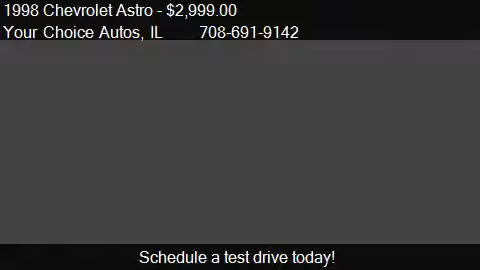 1998 Chevrolet Astro - $2,999.00
Your Choice Autos, IL 708-691-9142
Schedule a test drive today!